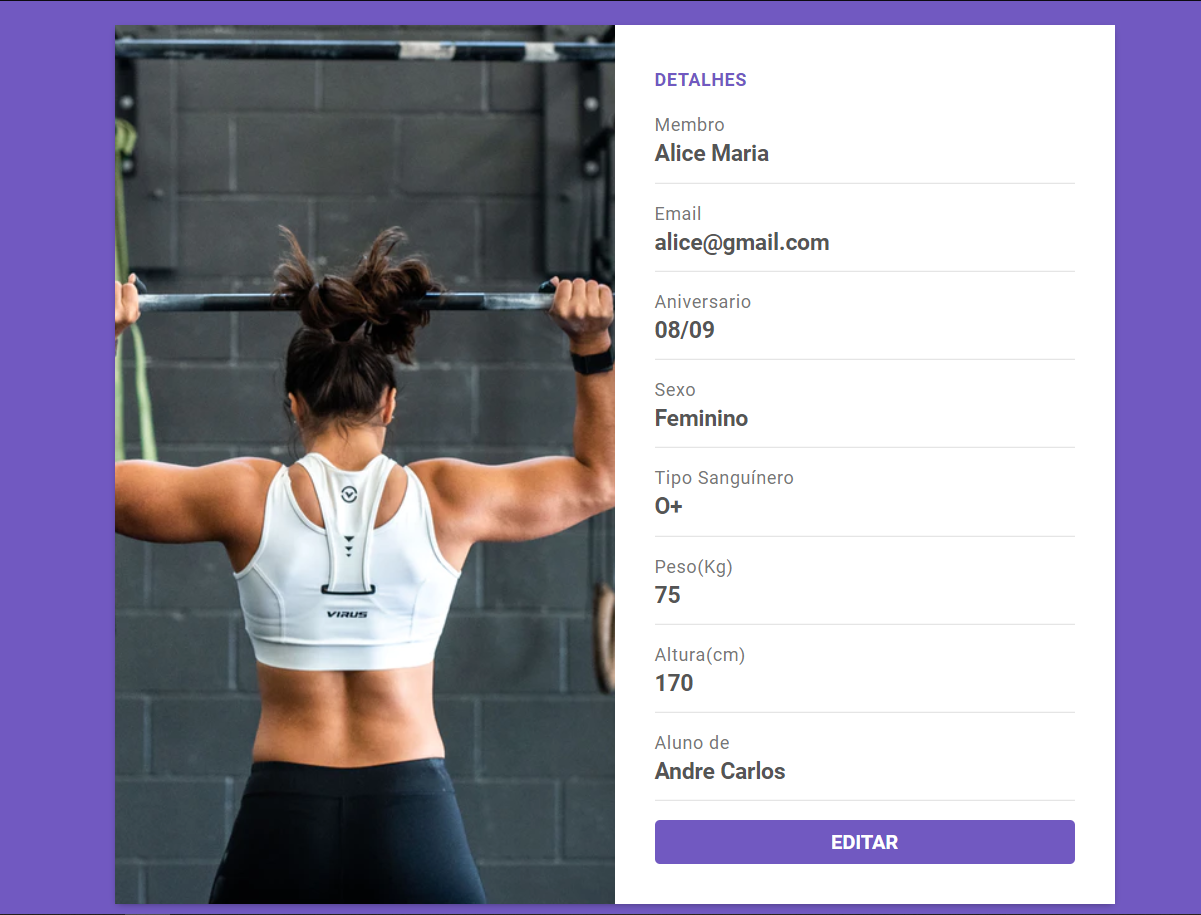 DETALHES
Membro
Alice Maria
Email
alice@gmail.com
Aniversario
08/09
Sexo
Feminino
Tipo Sanguínero
O+
Peso(Kg)
75
Altura(cm)
170
Aluno de
Andre Carlos
EDITAR
VIRUS